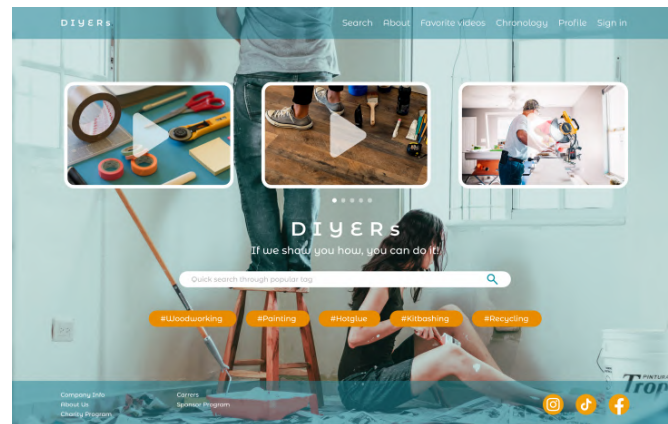 DIYERs
Search About Favorite videos Chronology Profile Sign in
DIYERs
If we show you how, you can do it!
Quick search through popular tag
#Woodworking #Painting #Hotglue #Kitbashing #Recycling
PINTURA
Trop
Company Info
About Us
Charity Program
Carrers
Sponsor Program